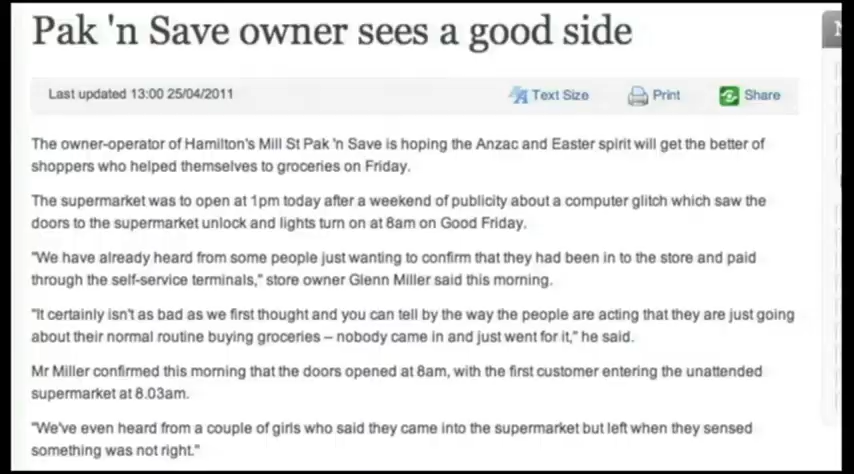 Pak 'n Save owner sees a good side
Last updated 13:00 25/04/2011
Text Size
Print
Share
The owner-operator of Hamilton's Mill St Pak 'n Save is hoping the Anzac and Easter spirit will get the better of
shoppers who helped themselves to groceries on Friday.
The supermarket was to open at 1pm today after a weekend of publicity about a computer glitch which saw the
doors to the supermarket unlock and lights turn on at 8am on Good Friday.
"We have already heard from some people just wanting to confirm that they had been in to the store and paid
through the self-service terminals," store owner Glenn Miller said this morning.
"It certainly isn't as bad as we first thought and you can tell by the way the people are acting that they are just going
about their normal routine buying groceries – nobody came in and just went for it," he said.
Mr Miller confirmed this morning that the doors opened at 8am, with the first customer entering the unattended
supermarket at 8.03am.
"We've even heard from a couple of girls who said they came into the supermarket but left when they sensed
something was not right."